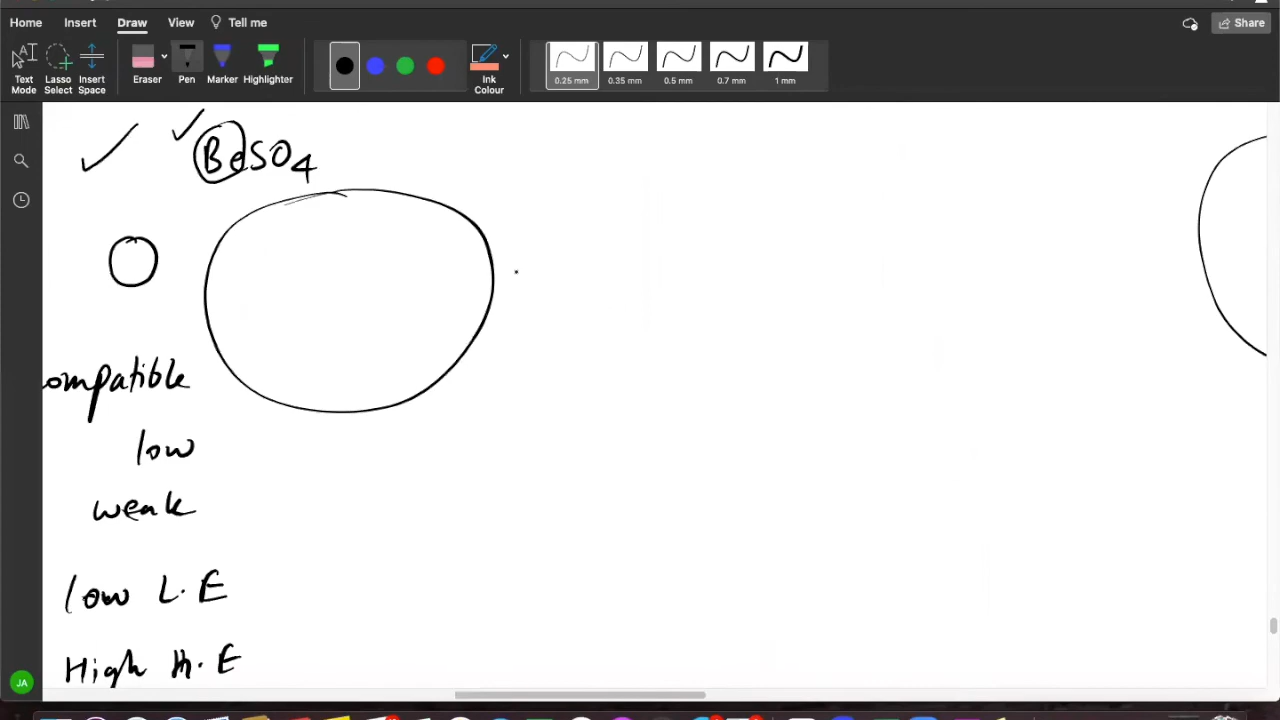 Home Insert Draw View Tell me Share
Text Mode Lasso Select Insert Space Eraser Pen Marker Highlighter Ink Colour 0.25 mm 0.35 mm 0.5 mm 0.7 mm 1 mm
BeSO4
ompatible
low
weak
low L.E
High H.E
JA